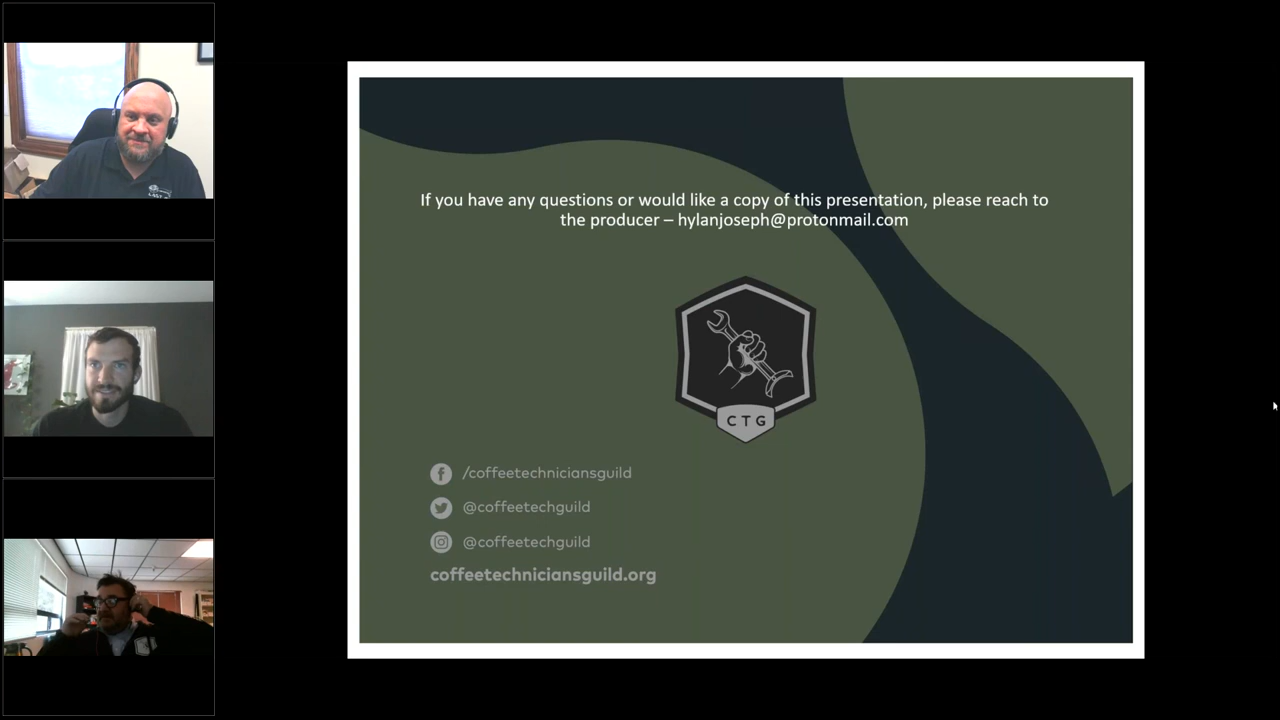 If you have any questions or would like a copy of this presentation, please reach to
the producer – hylanjoseph@protonmail.com
CTG
/coffeetechniciansguild
@coffeetechguild
@coffeetechguild
coffeetechniciansguild.org